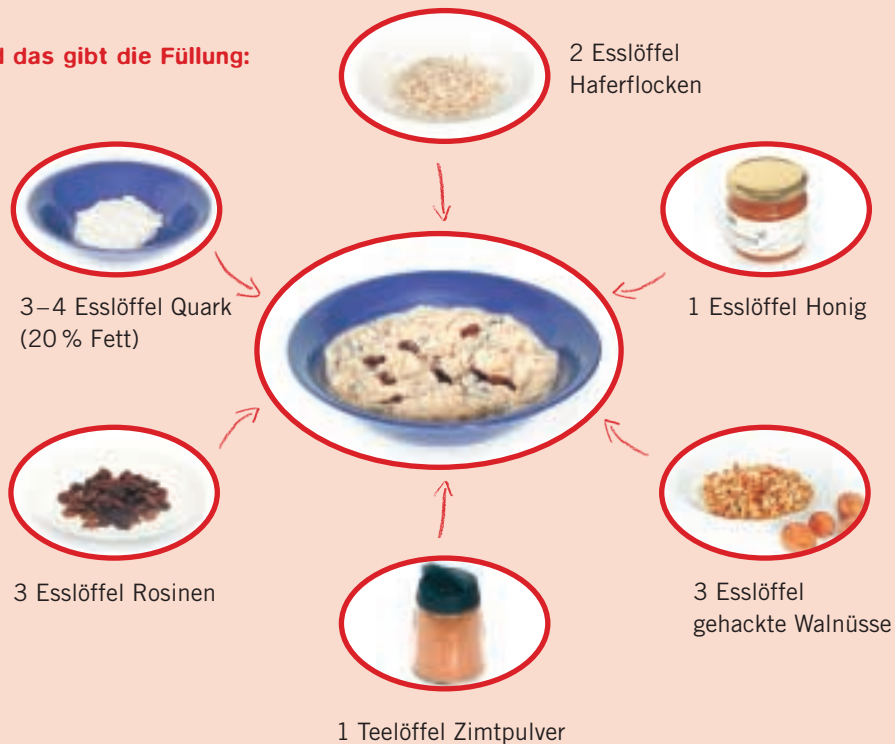 das gibt die Füllung:
2 Esslöffel
Haferflocken
3–4 Esslöffel Quark
(20 % Fett)
1 Esslöffel Honig
3 Esslöffel Rosinen
3 Esslöffel
gehackte Walnüsse
1 Teelöffel Zimtpulver